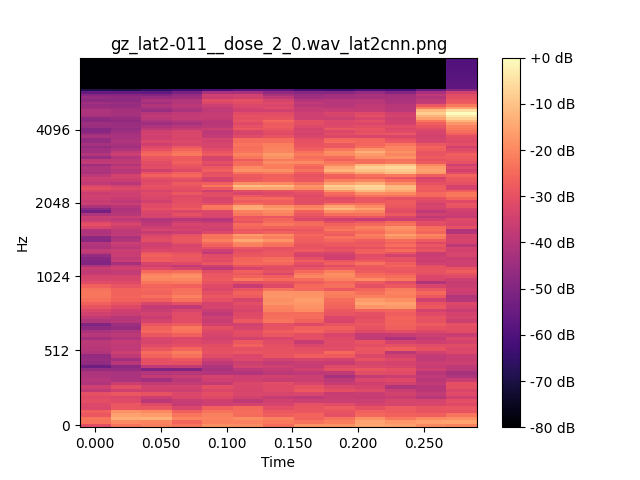 gz_lat2-011__dose_2_0.wav_lat2cnn.png
+0 dB
-10 dB
-20 dB
-30 dB
-40 dB
-50 dB
-60 dB
-70 dB
-80 dB
4096
2048
1024
512
0
Hz
0.000 0.050 0.100 0.150 0.200 0.250
Time